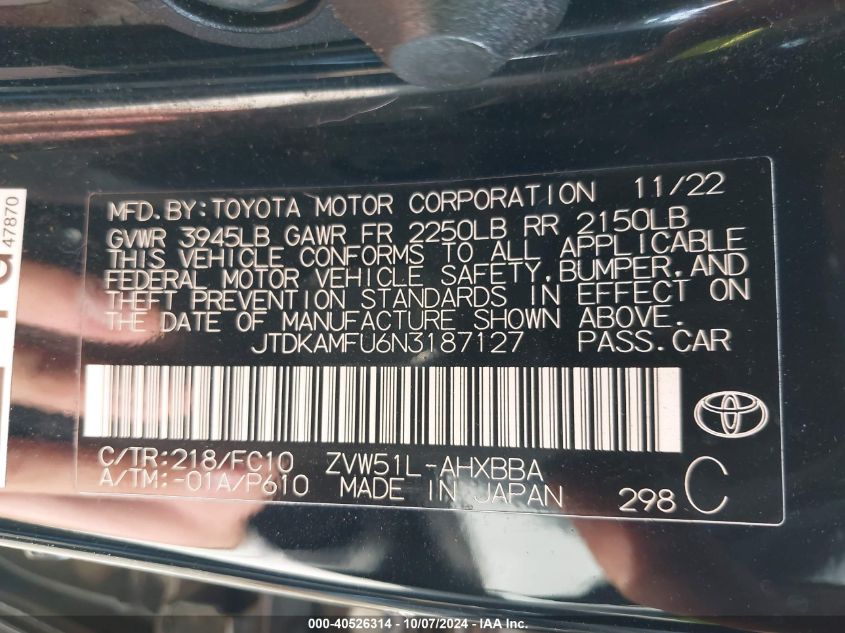 MFD. BY: TOYOTA MOTOR CORPORATION 11/22
GVWR 3945LB GAWR FR 2250LB RR 2150LB
THIS VEHICLE CONFORMS TO ALL APPLICABLE
FEDERAL MOTOR VEHICLE SAFETY, BUMPER, AND
THEFT PREVENTION STANDARDS IN EFFECT ON
THE DATE OF MANUFACTURE SHOWN ABOVE.
JTDKAMFU6N3187127 PASS. CAR
C/TR: 218/FC10 ZVW51L-AHXBBA
A/TM: -01A/P610 MADE IN JAPAN 298 C
47870
000-40526314 - 10/07/2024 - IAA Inc.